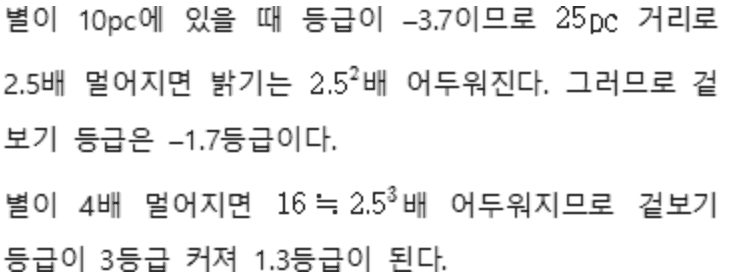 별이 10pc에 있을 때 등급이 –3.7이므로 25pc 거리로
2.5배 멀어지면 밝기는 2.5²배 어두워진다. 그러므로 겉
보기 등급은 –1.7등급이다.
별이 4배 멀어지면 16 ≒ 2.5³배 어두워지므로 겉보기
등급이 3등급 커져 1.3등급이 된다.